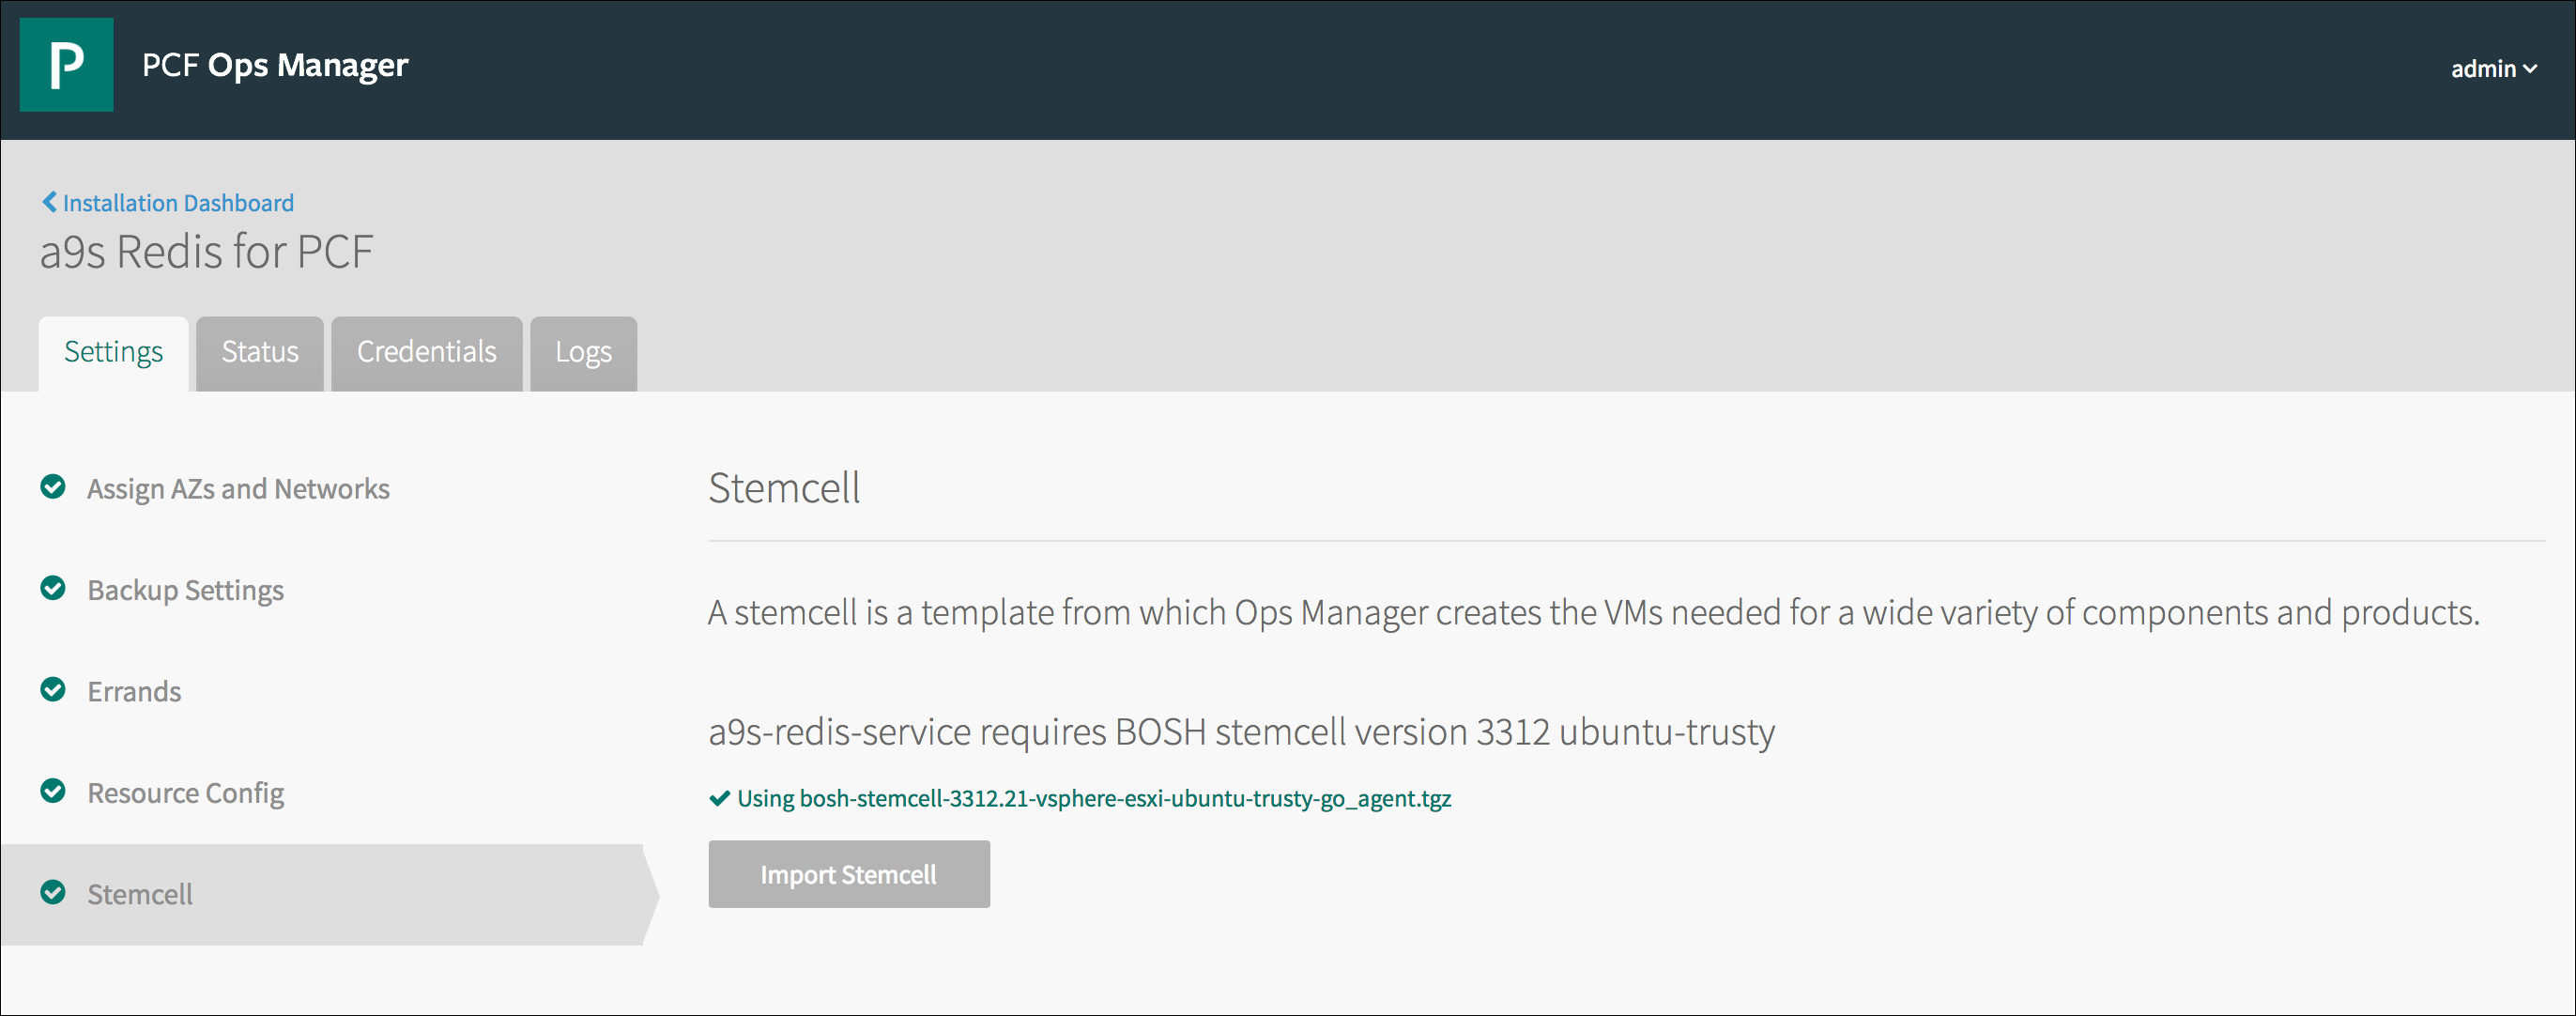 P
PCF Ops Manager
admin
Installation Dashboard
a9s Redis for PCF
Settings
Status
Credentials
Logs
Assign AZs and Networks
Backup Settings
Errands
Resource Config
Stemcell
Stemcell
A stemcell is a template from which Ops Manager creates the VMs needed for a wide variety of components and products.
a9s-redis-service requires BOSH stemcell version 3312 ubuntu-trusty
Using bosh-stemcell-3312.21-vsphere-esxi-ubuntu-trusty-go_agent.tgz
Import Stemcell